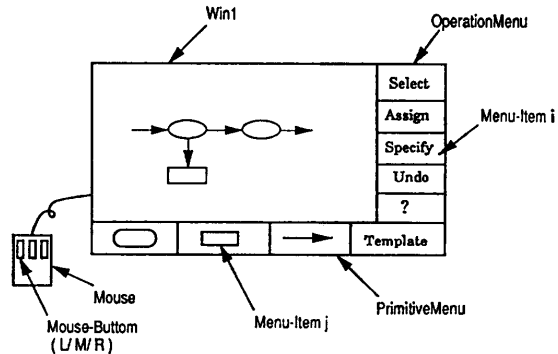 Win1
OperationMenu
Select
Assign
Menu-Item i
Specify
Undo
?
Template
Mouse
Mouse-Buttom
( L/ M/ R )
Menu-Item j
PrimitiveMenu